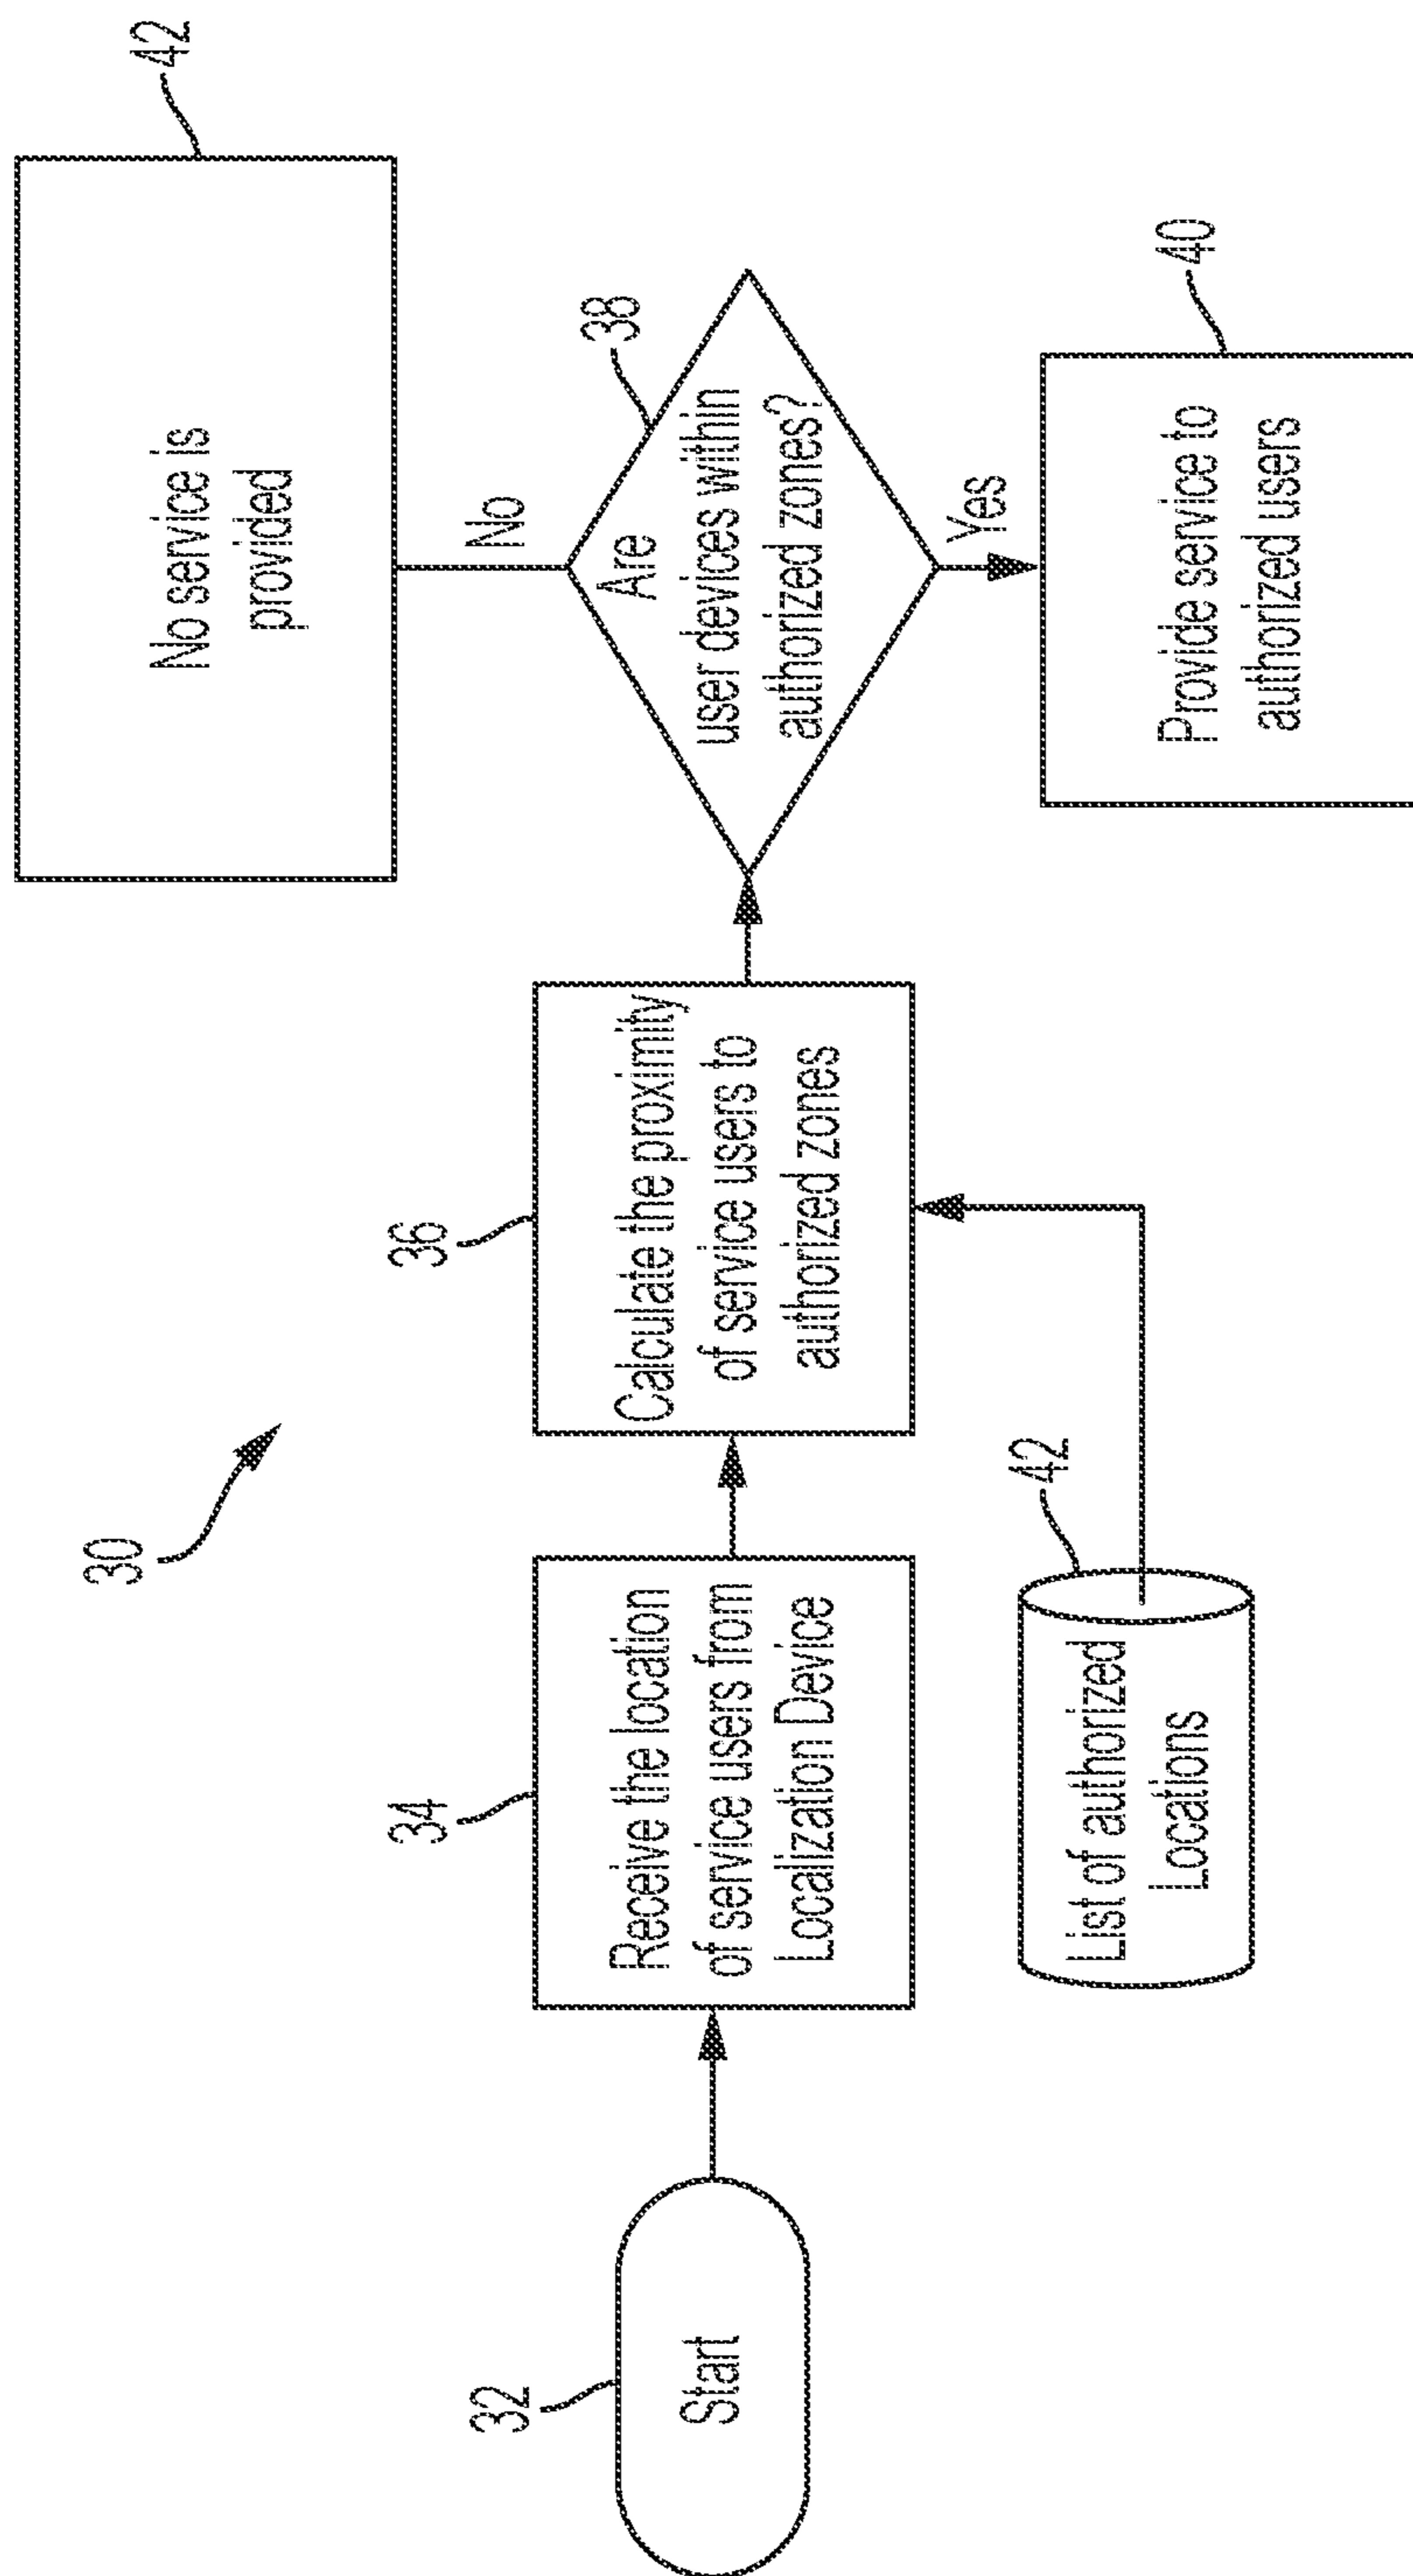 30
32
Start
34
Receive the location
of service users from
Localization Device
36
Calculate the proximity
of service users to
authorized zones
42
List of authorized
Locations
38
Are
user devices within
authorized zones?
No
42
No service is
provided
Yes
40
Provide service to
authorized users